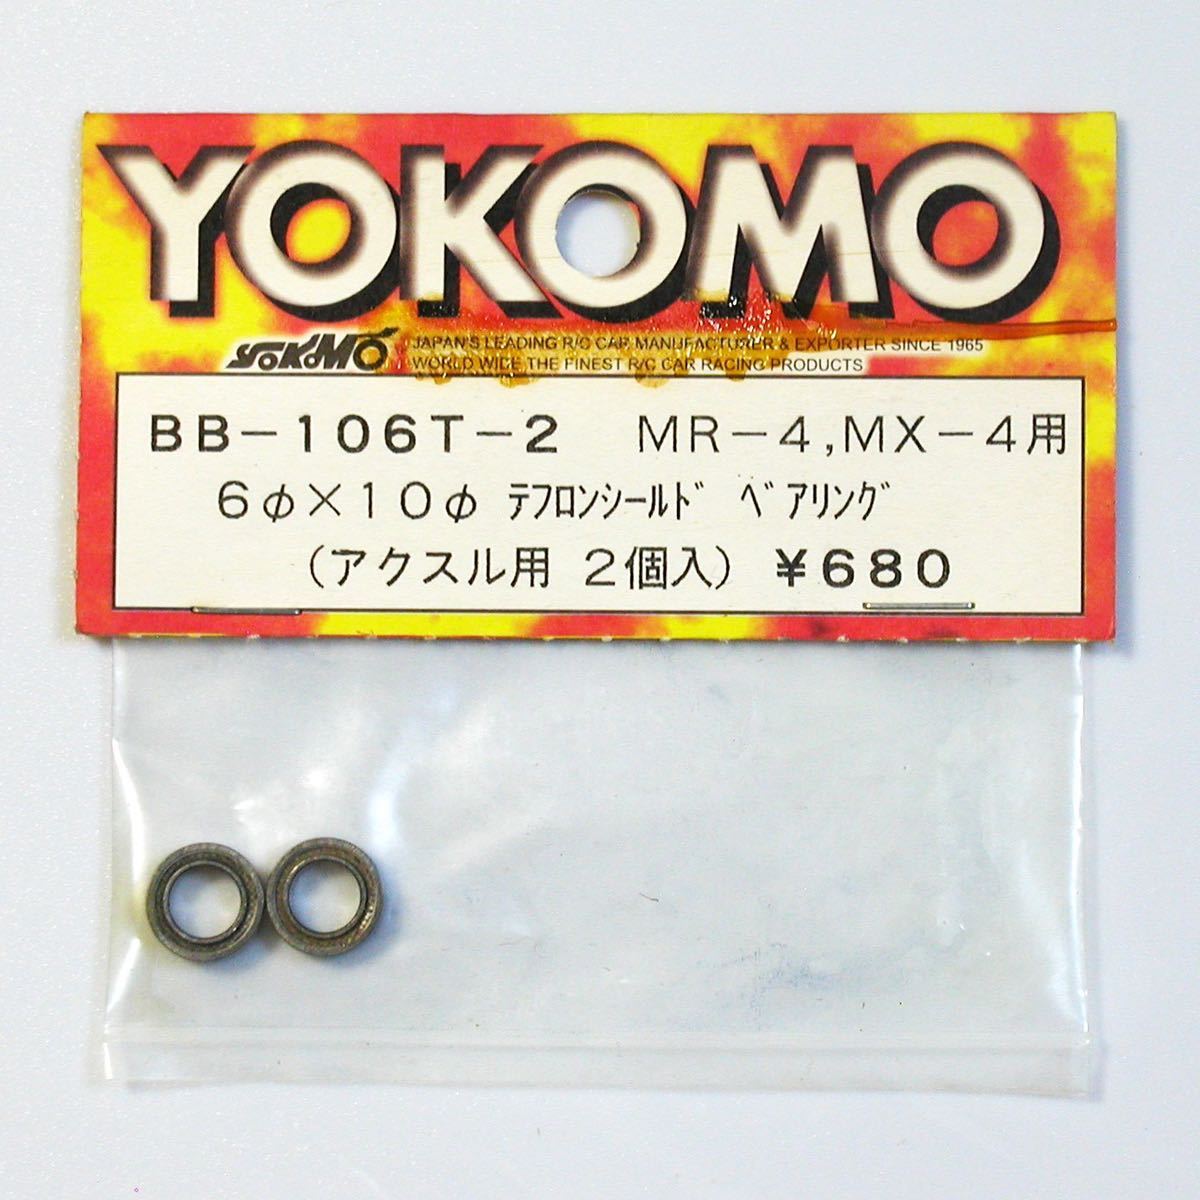 YOKOMO
YOKOMO JAPAN'S LEADING R/C CAR MANUFACTURER & EXPORTER SINCE 1965
WORLD WIDE THE FINEST R/C CAR RACING PRODUCTS
BB-106T-2 MR-4,MX-4用
6φ×10φ テフロンシールド ベアリング
(アクスル用 2個入) ¥680